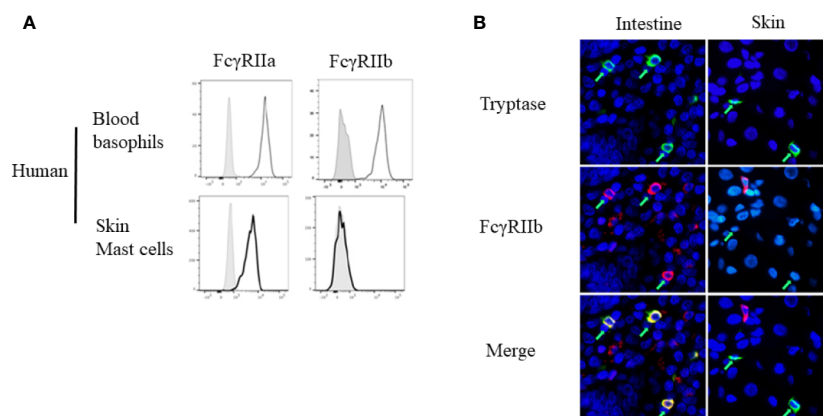 A
FcγRIIa
FcγRIIb
Human
Blood
basophils
Skin
Mast cells
B
Intestine
Skin
Tryptase
FcγRIIb
Merge